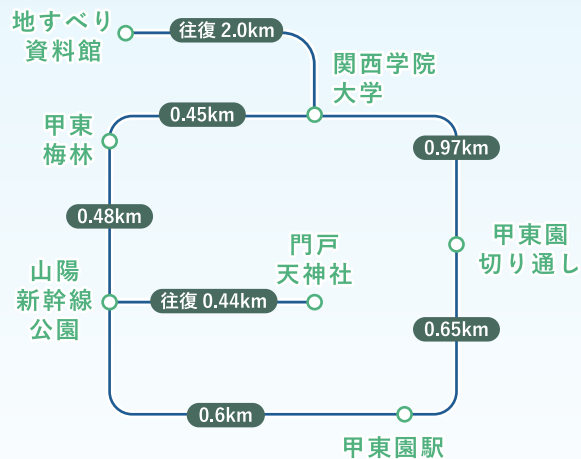 地すべり
資料館
往復 2.0km
関西学院
大学
0.45km
甲東
梅林
0.97km
0.48km
甲東園
切り通し
門戸
天神社
山陽
新幹線
公園
往復 0.44km
0.65km
0.6km
甲東園駅